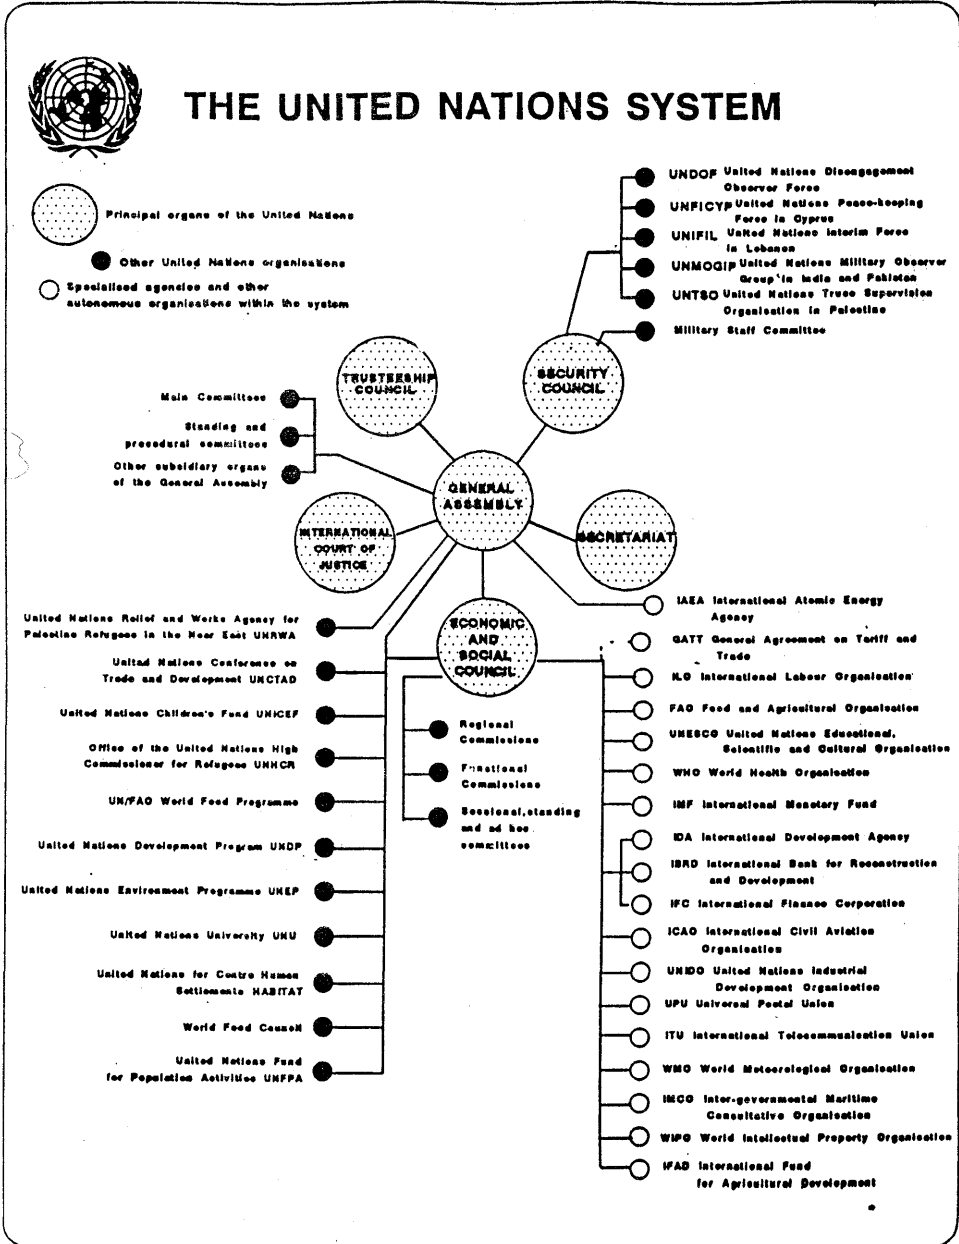 THE UNITED NATIONS SYSTEM
Principal organs of the United Nations
Other United Nations organisations
Specialised agencies and other
autonomous organisations within the system
UNDOF United Nations Disengagement
Observer Force
UNFICYP United Nations Peace-keeping
Force in Cyprus
UNIFIL United Nations Interim Force
in Lebanon
UNMOGIP United Nations Military Observer
Group in India and Pakistan
UNTSO United Nations Truce Supervision
Organisation in Palestine
Military Staff Committee
TRUSTEESHIP
COUNCIL
SECURITY
COUNCIL
Main Committees
Standing and
procedural committees
Other subsidiary organs
of the General Assembly
GENERAL
ASSEMBLY
INTERNATIONAL
COURT OF
JUSTICE
SECRETARIAT
ECONOMIC
AND
SOCIAL
COUNCIL
United Nations Relief and Works Agency for
Palestine Refugees in the Near East UNRWA
United Nations Conference on
Trade and Development UNCTAD
United Nations Children's Fund UNICEF
Office of the United Nations High
Commissioner for Refugees UNHCR
UN/FAO World Food Programme
United Nations Development Program UNDP
United Nations Environment Programme UNEP
United Nations University UNU
United Nations for Centre Human
Settlements HABITAT
World Food Council
United Nations Fund
for Population Activities UNFPA
Regional
Commissions
Functional
Commissions
Sessional, standing
and ad hoc
committees
IAEA International Atomic Energy
Agency
GATT General Agreement on Tariff and
Trade
ILO International Labour Organisation
FAO Food and Agricultural Organisation
UNESCO United Nations Educational,
Scientific and Cultural Organisation
WHO World Health Organisation
IMF International Monetary Fund
IDA International Development Agency
IBRD International Bank for Reconstruction
and Development
IFC International Finance Corporation
ICAO International Civil Aviation
Organisation
UNIDO United Nations Industrial
Development Organisation
UPU Universal Postal Union
ITU International Telecommunication Union
WMO World Meteorological Organisation
IMCO Inter-governmental Maritime
Consultative Organisation
WIPO World Intellectual Property Organisation
IFAD International Fund
for Agricultural Development